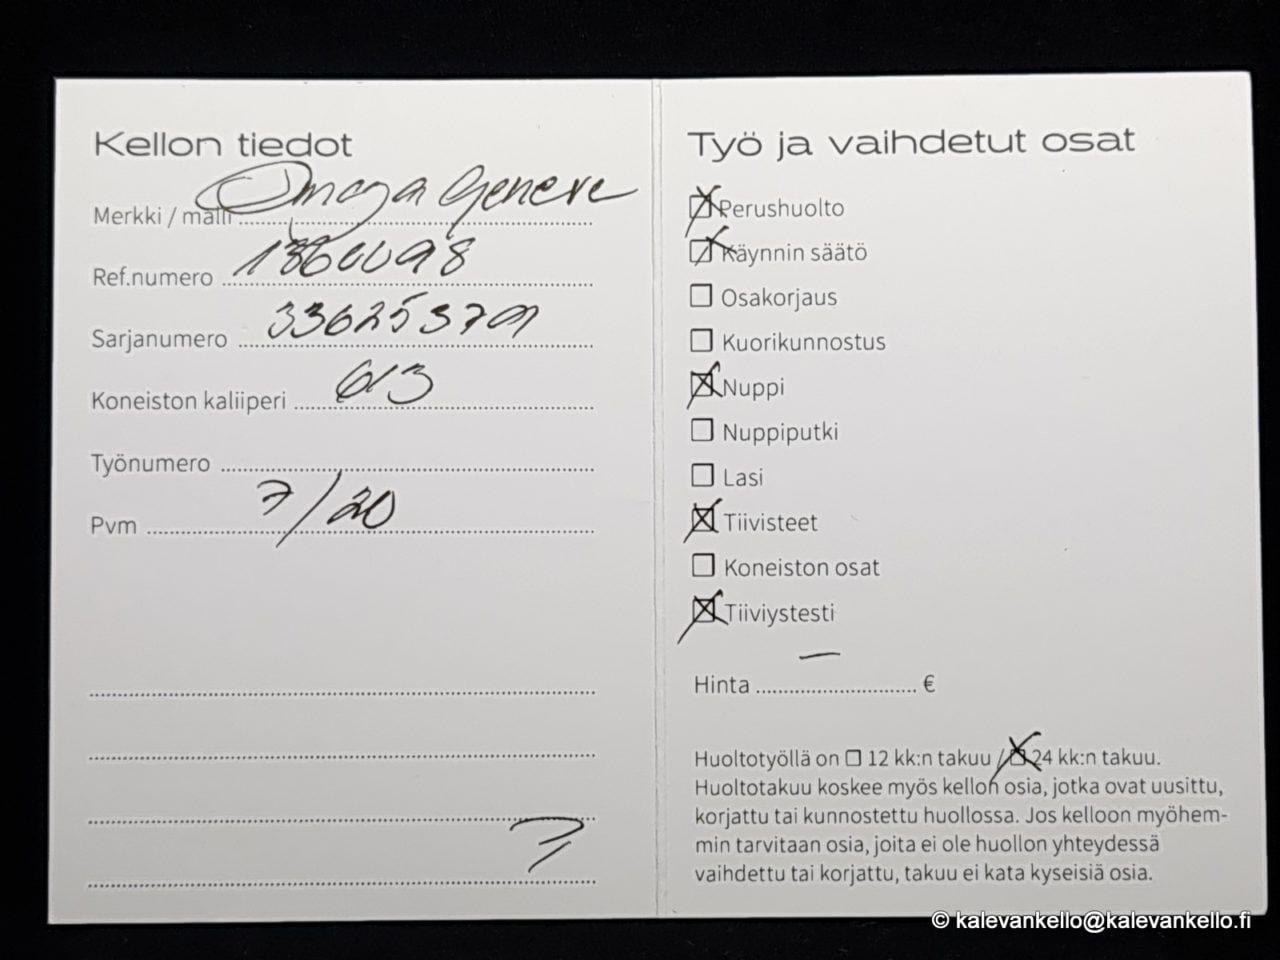 Kellon tiedot
Merkki / malli Omega Geneve
Ref.numero 1360098
Sarjanumero 33625379
Koneiston kaliiperi 613
Työnumero
Pvm 7/20
Työ ja vaihdetut osat
Perushuolto
Käynnin säätö
Osakorjaus
Kuorikunnostus
Nuppi
Nuppiputki
Lasi
Tiivisteet
Koneiston osat
Tiiviystesti
Hinta — €
Huoltotyöllä on 12 kk:n takuu / 24 kk:n takuu.
Huoltotakuu koskee myös kellon osia, jotka ovat uusittu,
korjattu tai kunnostettu huollossa. Jos kelloon myöhem-
min tarvitaan osia, joita ei ole huollon yhteydessä
vaihdettu tai korjattu, takuu ei kata kyseisiä osia.
© kalevankello@kalevankello.fi